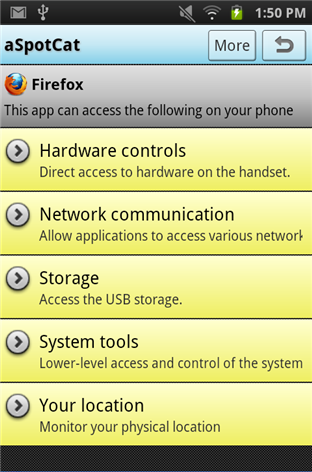 1:50 PM
aSpotCat
More
Firefox
This app can access the following on your phone
Hardware controls
Direct access to hardware on the handset.
Network communication
Allow applications to access various network
Storage
Access the USB storage.
System tools
Lower-level access and control of the system
Your location
Monitor your physical location